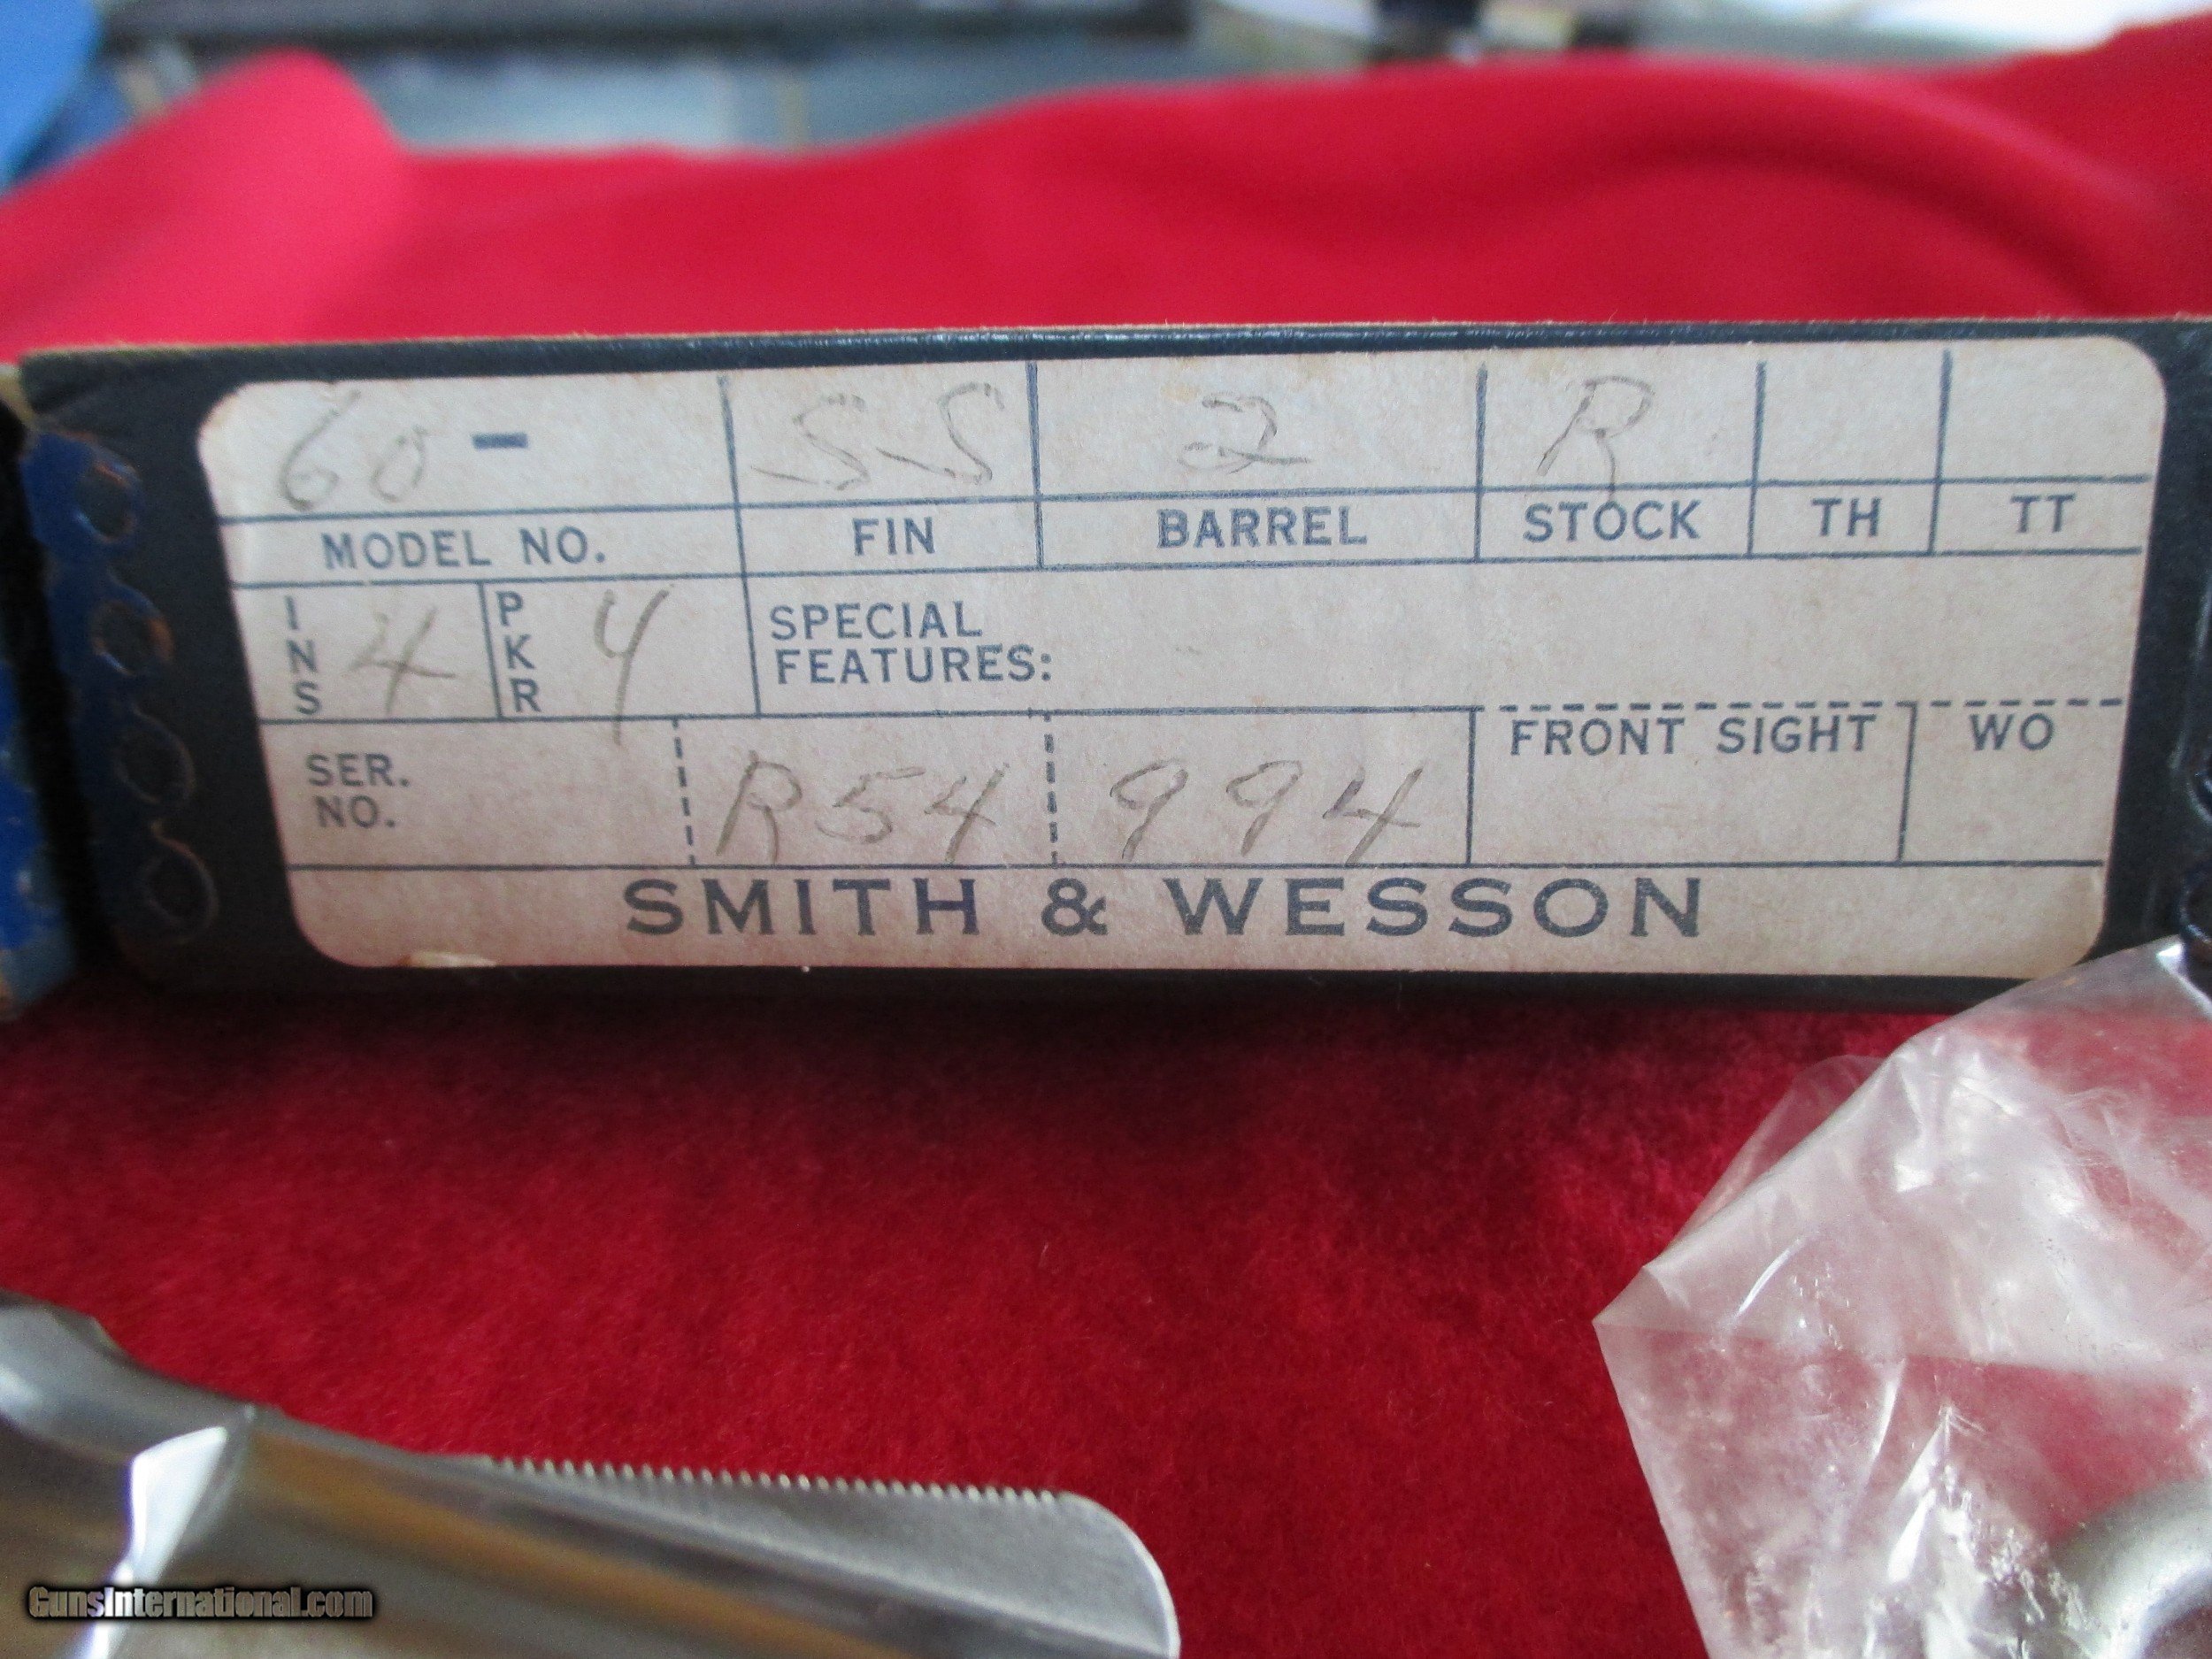 60- SS 2 R
MODEL NO. FIN BARREL STOCK TH TT
INS 4 PKR 4 SPECIAL
FEATURES:
SER.
NO. R54 994 FRONT SIGHT WO
SMITH & WESSON
GunsInternational.com